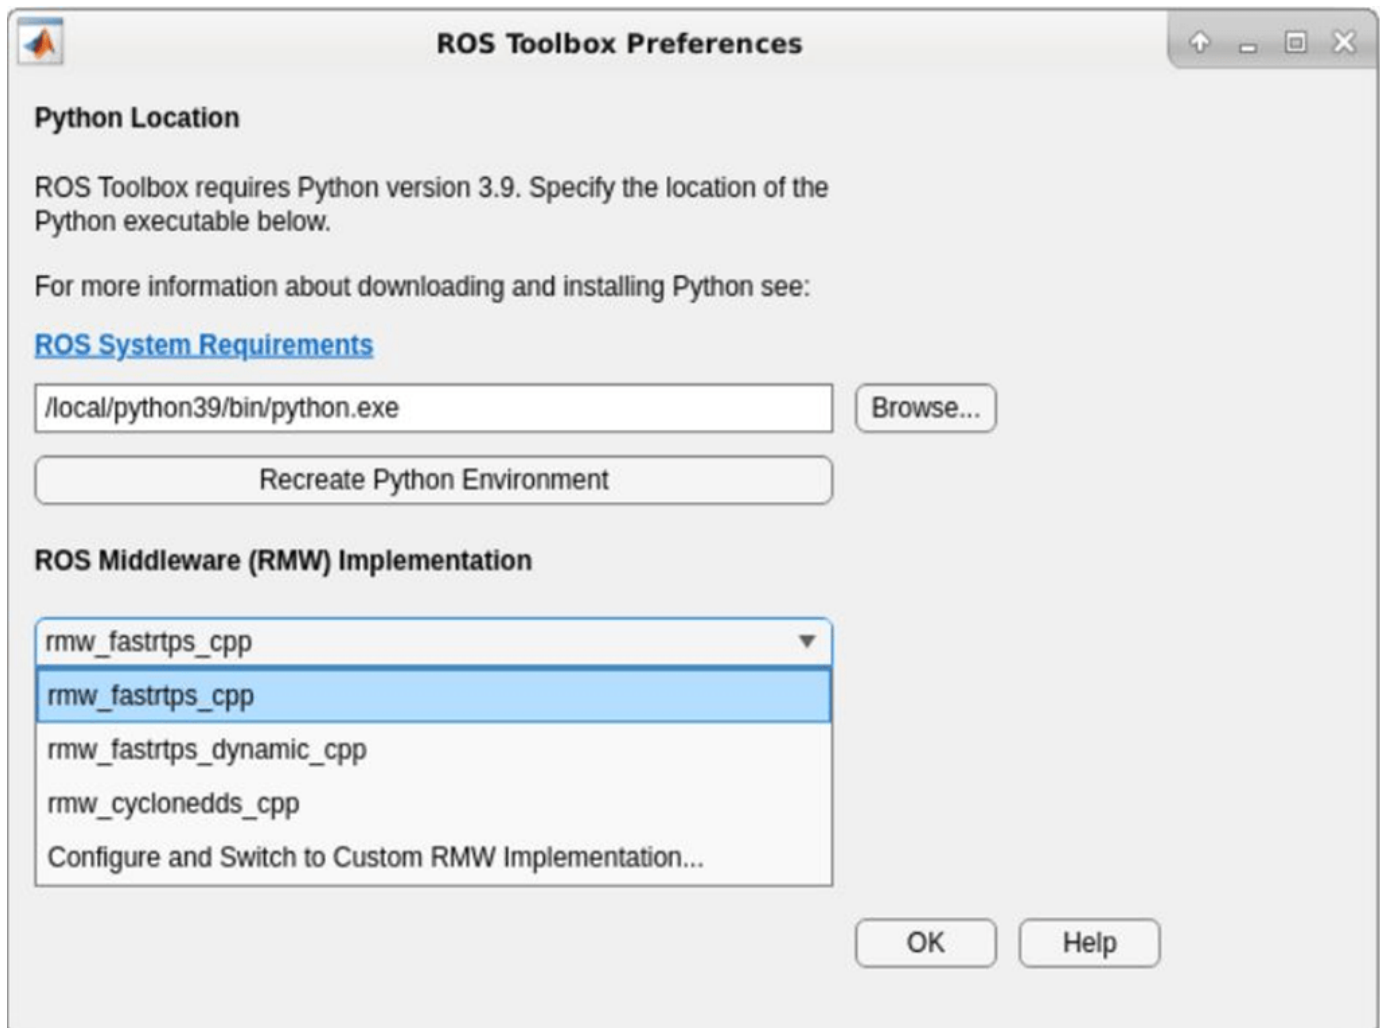 ROS Toolbox Preferences
Python Location
ROS Toolbox requires Python version 3.9. Specify the location of the
Python executable below.
For more information about downloading and installing Python see:
ROS System Requirements
/local/python39/bin/python.exe
Browse...
Recreate Python Environment
ROS Middleware (RMW) Implementation
rmw_fastrtps_cpp
rmw_fastrtps_cpp
rmw_fastrtps_dynamic_cpp
rmw_cyclonedds_cpp
Configure and Switch to Custom RMW Implementation...
OK
Help